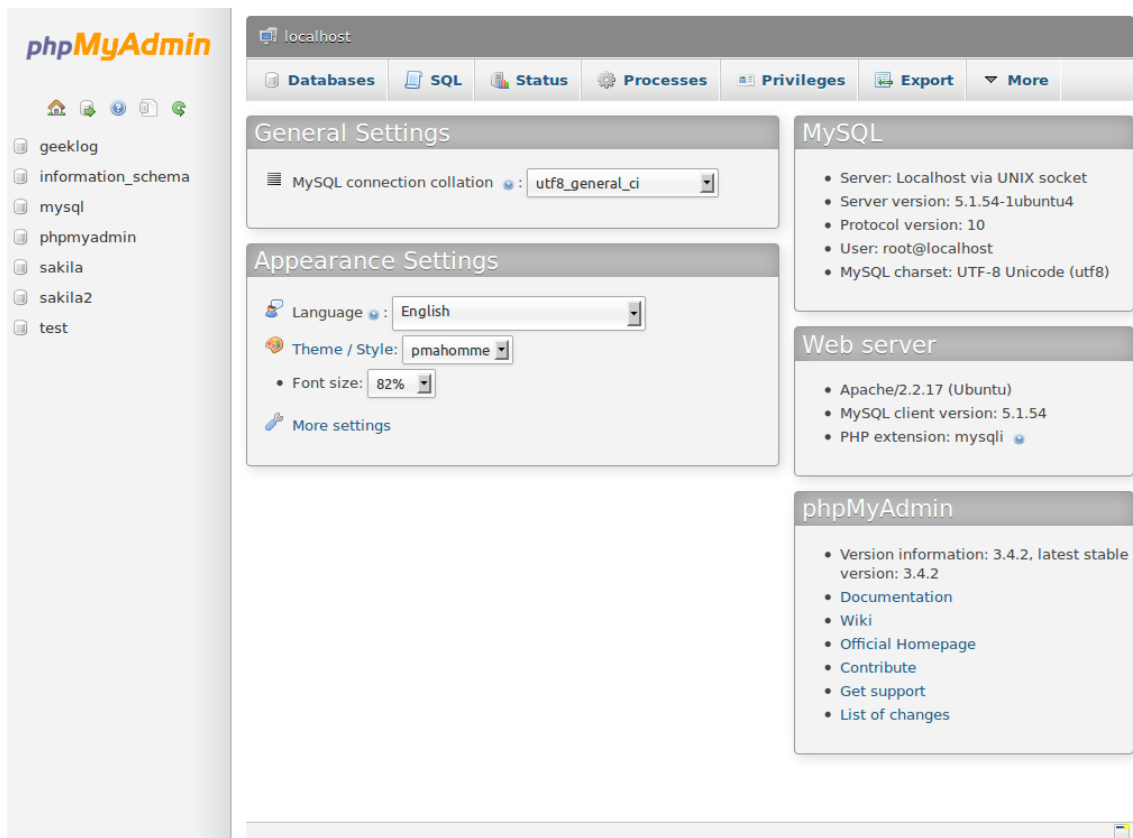 phpMyAdmin
geeklog
information_schema
mysql
phpmyadmin
sakila
sakila2
test
localhost
Databases
SQL
Status
Processes
Privileges
Export
More
General Settings
MySQL connection collation : utf8_general_ci
Appearance Settings
Language : English
Theme / Style: pmahomme
• Font size: 82%
More settings
MySQL
• Server: Localhost via UNIX socket
• Server version: 5.1.54-1ubuntu4
• Protocol version: 10
• User: root@localhost
• MySQL charset: UTF-8 Unicode (utf8)
Web server
• Apache/2.2.17 (Ubuntu)
• MySQL client version: 5.1.54
• PHP extension: mysqli
phpMyAdmin
• Version information: 3.4.2, latest stable
version: 3.4.2
• Documentation
• Wiki
• Official Homepage
• Contribute
• Get support
• List of changes